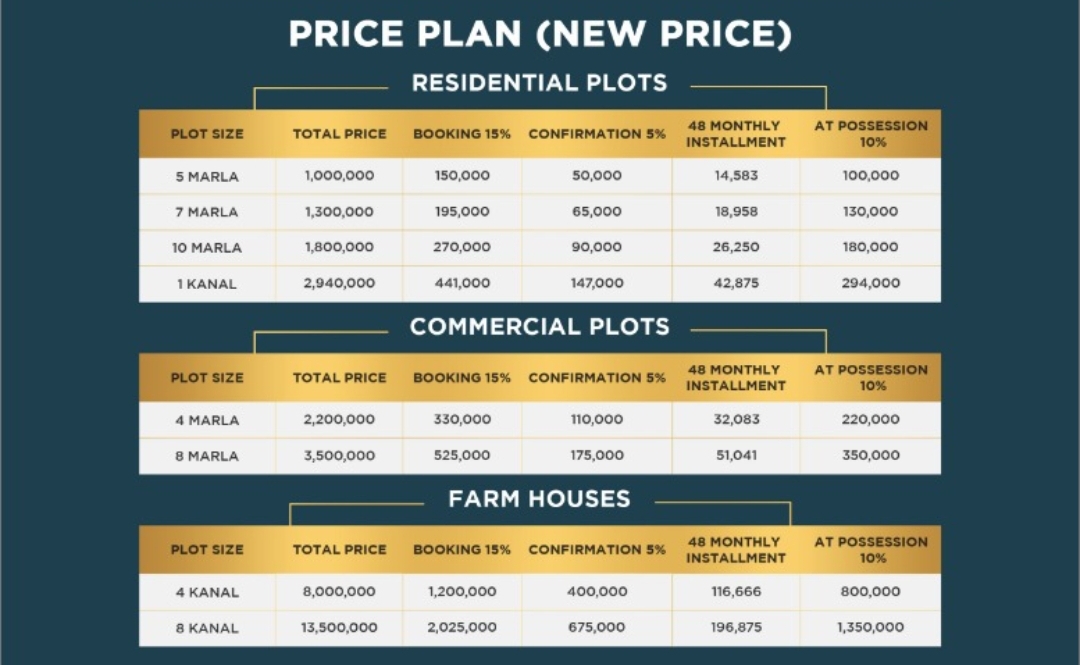 PRICE PLAN (NEW PRICE)
RESIDENTIAL PLOTS
PLOT SIZE TOTAL PRICE BOOKING 15% CONFIRMATION 5% 48 MONTHLY INSTALLMENT AT POSSESSION 10%
5 MARLA 1,000,000 150,000 50,000 14,583 100,000
7 MARLA 1,300,000 195,000 65,000 18,958 130,000
10 MARLA 1,800,000 270,000 90,000 26,250 180,000
1 KANAL 2,940,000 441,000 147,000 42,875 294,000
COMMERCIAL PLOTS
PLOT SIZE TOTAL PRICE BOOKING 15% CONFIRMATION 5% 48 MONTHLY INSTALLMENT AT POSSESSION 10%
4 MARLA 2,200,000 330,000 110,000 32,083 220,000
8 MARLA 3,500,000 525,000 175,000 51,041 350,000
FARM HOUSES
PLOT SIZE TOTAL PRICE BOOKING 15% CONFIRMATION 5% 48 MONTHLY INSTALLMENT AT POSSESSION 10%
4 KANAL 8,000,000 1,200,000 400,000 116,666 800,000
8 KANAL 13,500,000 2,025,000 675,000 196,875 1,350,000